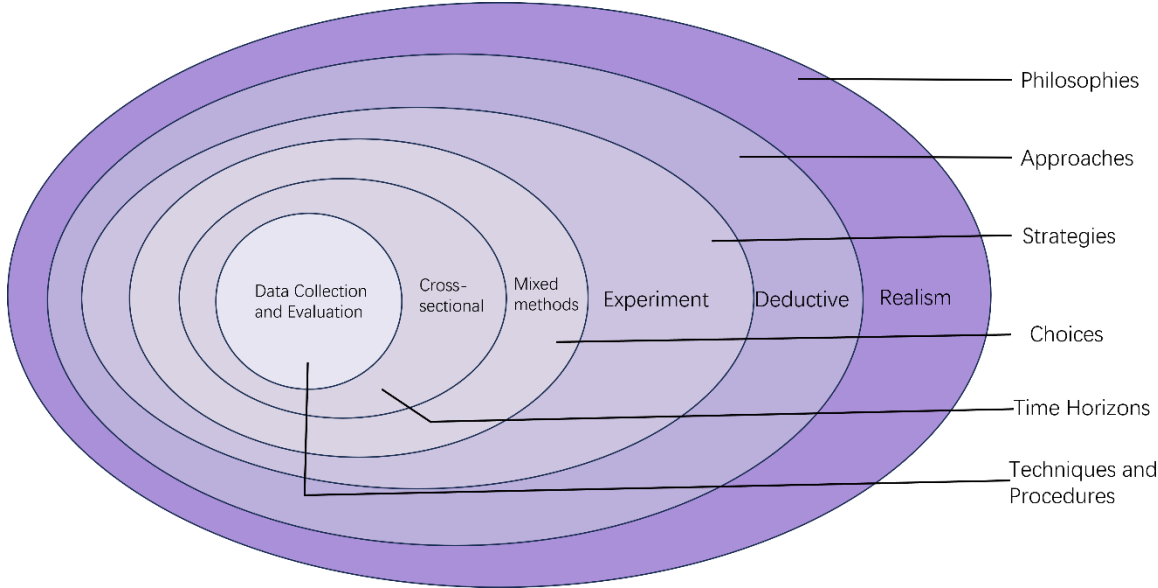 Philosophies
Approaches
Strategies
Data Collection
and Evaluation
Cross-
sectional
Mixed
methods
Experiment
Deductive
Realism
Choices
Time Horizons
Techniques and
Procedures